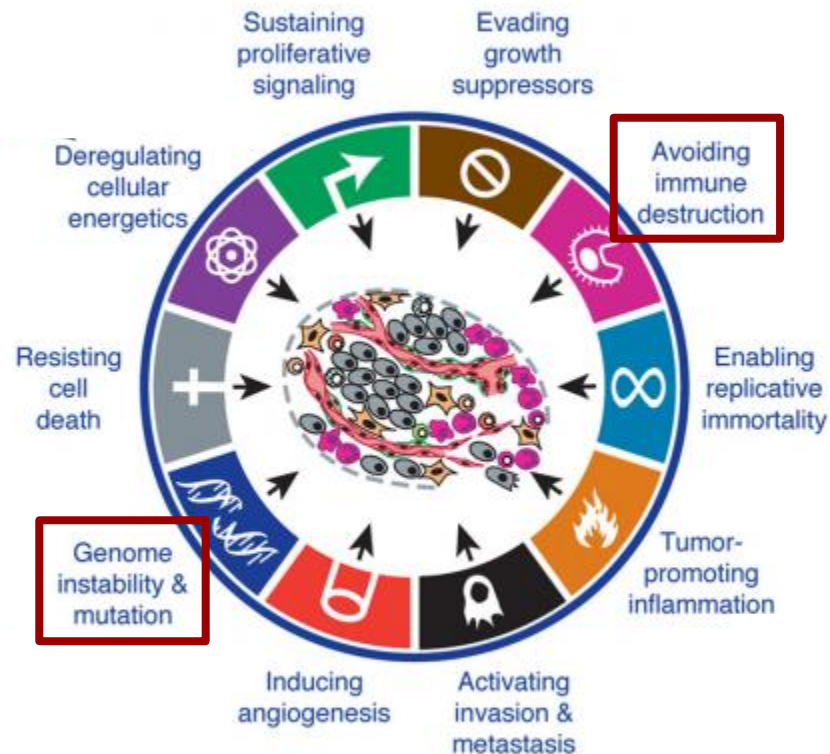 Sustaining
proliferative
signaling
Evading
growth
suppressors
Avoiding
immune
destruction
Enabling
replicative
immortality
Tumor-
promoting
inflammation
Activating
invasion &
metastasis
Inducing
angiogenesis
Genome
instability &
mutation
Resisting
cell
death
Deregulating
cellular
energetics